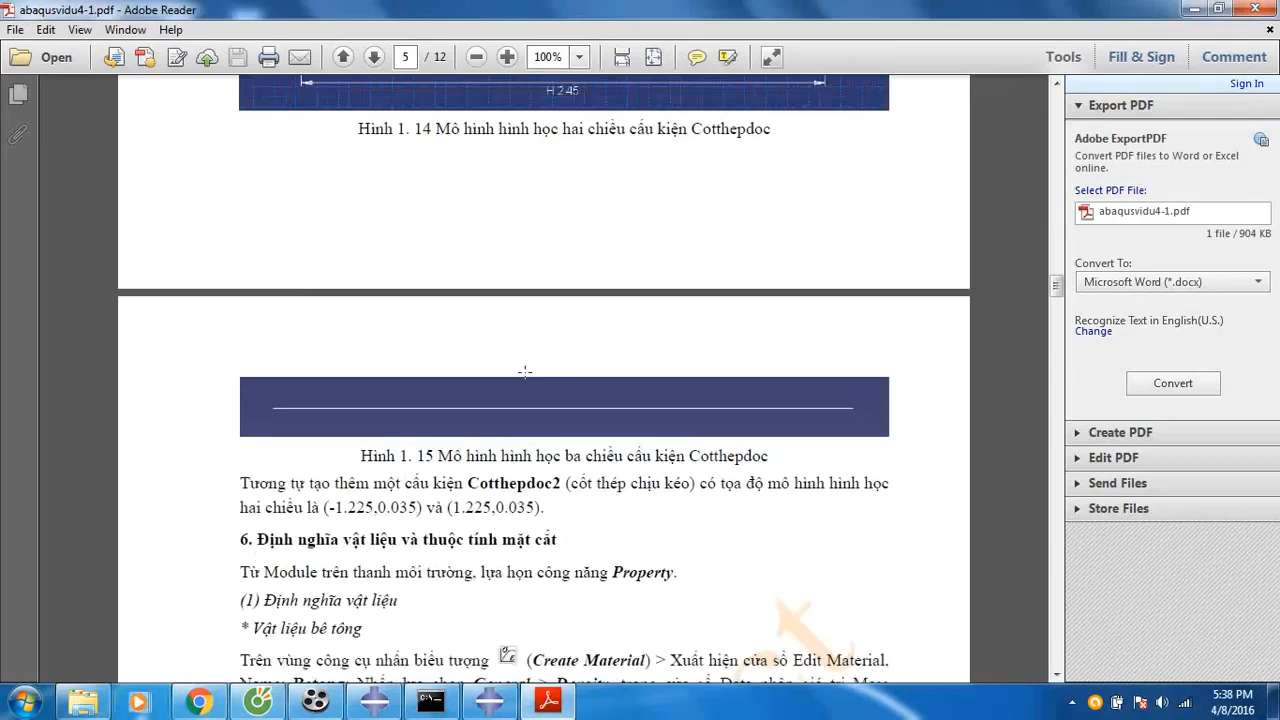 abaqusvidu4-1.pdf - Adobe Reader
File Edit View Window Help
Open 5 / 12 100% Tools Fill & Sign Comment
Sign In
H 2.45
Hình 1. 14 Mô hình hình học hai chiều cấu kiện Cotthepdoc
Hình 1. 15 Mô hình hình học ba chiều cấu kiện Cotthepdoc
Tương tự tạo thêm một cấu kiện Cotthepdoc2 (cốt thép chịu kéo) có tọa độ mô hình hình học
hai chiều là (-1.225,0.035) và (1.225,0.035).
6. Định nghĩa vật liệu và thuộc tính mặt cắt
Từ Module trên thanh môi trường, lựa họn công năng Property.
(1) Định nghĩa vật liệu
* Vật liệu bê tông
Trên vùng công cụ nhấn biểu tượng (Create Material) > Xuất hiện cửa sổ Edit Material,
Export PDF
Adobe ExportPDF
Convert PDF files to Word or Excel
online.
Select PDF File:
abaqusvidu4-1.pdf
1 file / 904 KB
Convert To:
Microsoft Word (*.docx)
Recognize Text in English(U.S.)
Change
Convert
Create PDF
Edit PDF
Send Files
Store Files
5:38 PM
4/8/2016